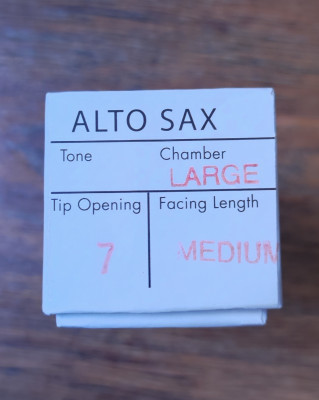 ALTO SAX
Tone Chamber
LARGE
Tip Opening Facing Length
7 MEDIUM